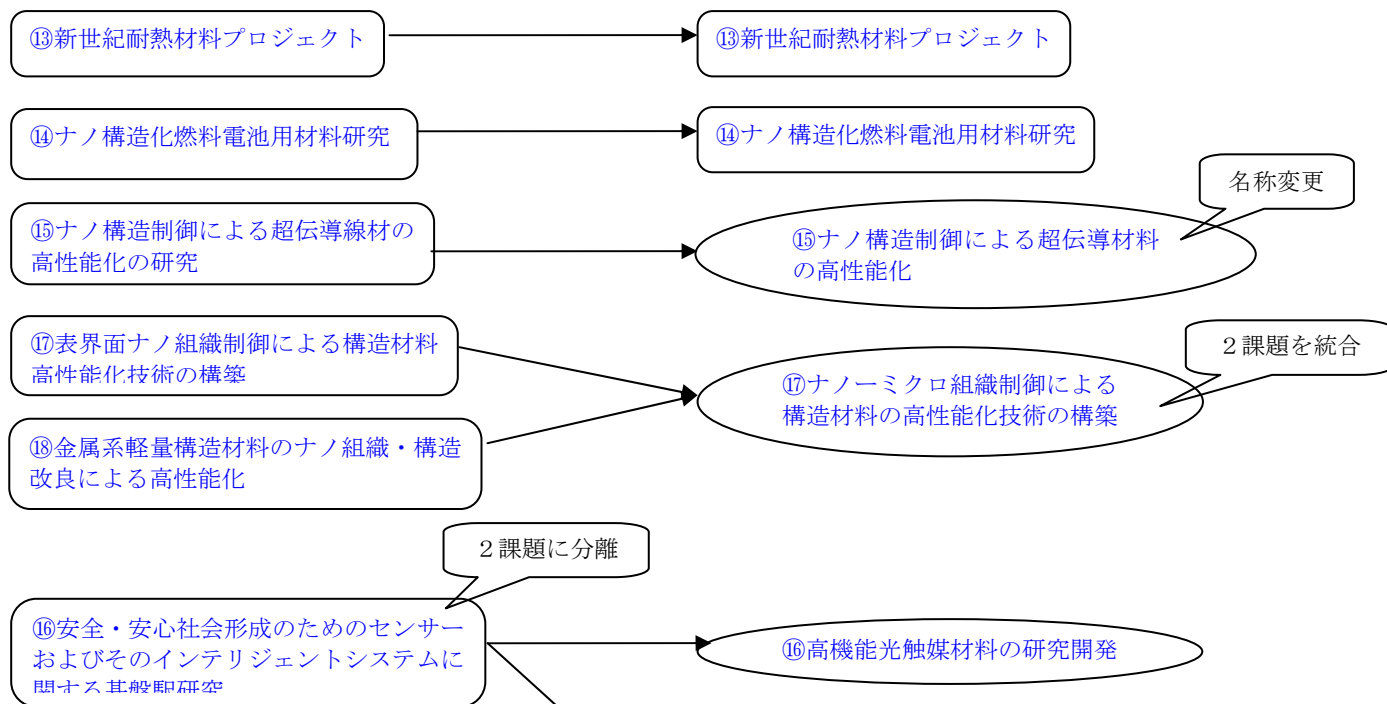 ⑬新世紀耐熱材料プロジェクト
⑬新世紀耐熱材料プロジェクト
⑭ナノ構造化燃料電池用材料研究
⑭ナノ構造化燃料電池用材料研究
名称変更
⑮ナノ構造制御による超伝導線材の
高性能化の研究
⑮ナノ構造制御による超伝導材料
の高性能化
⑰表界面ナノ組織制御による構造材料
高性能化技術の構築
２課題を統合
⑰ナノーミクロ組織制御による
構造材料の高性能化技術の構築
⑱金属系軽量構造材料のナノ組織・構造
改良による高性能化
２課題に分離
⑯安全・安心社会形成のためのセンサー
およびそのインテリジェントシステムに
関する基盤駅研究
⑯高機能光触媒材料の研究開発